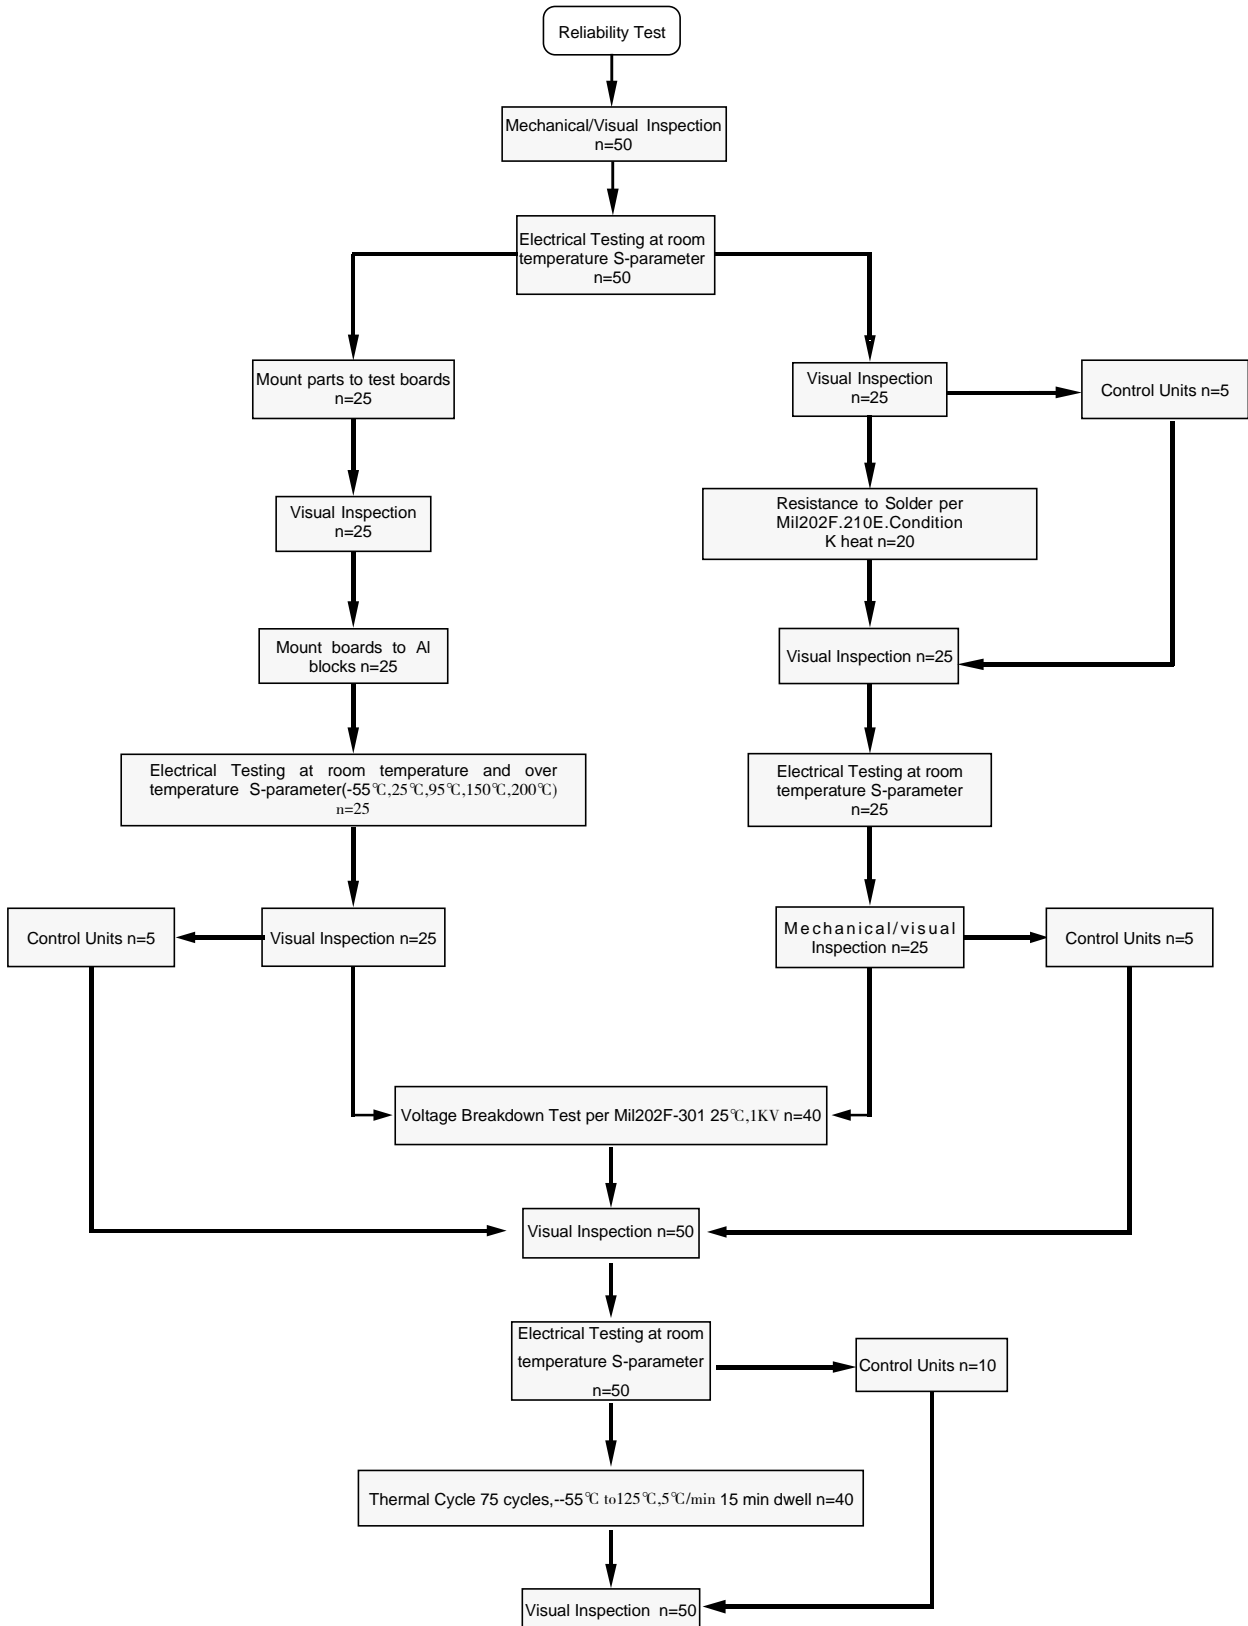 Reliability Test
Mechanical/Visual Inspection
n=50
Electrical Testing at room
temperature S-parameter
n=50
Mount parts to test boards
n=25
Visual Inspection
n=25
Control Units n=5
Visual Inspection
n=25
Resistance to Solder per
Mil202F.210E.Condition
K heat n=20
Mount boards to Al
blocks n=25
Visual Inspection n=25
Electrical Testing at room temperature and over
temperature S-parameter(-55℃,25℃,95℃,150℃,200℃)
n=25
Electrical Testing at room
temperature S-parameter
n=25
Control Units n=5
Visual Inspection n=25
Mechanical/visual
Inspection n=25
Control Units n=5
Voltage Breakdown Test per Mil202F-301 25℃,1KV n=40
Visual Inspection n=50
Electrical Testing at room
temperature S-parameter
n=50
Control Units n=10
Thermal Cycle 75 cycles,--55℃ to125℃,5℃/min 15 min dwell n=40
Visual Inspection n=50